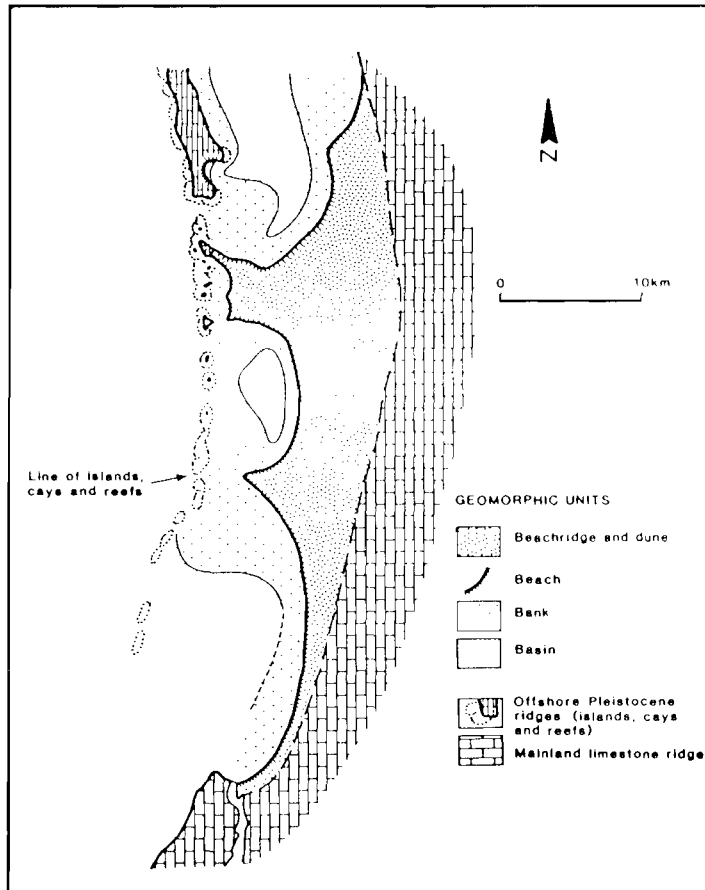 N
0 10km
Line of islands,
cays and reefs
GEOMORPHIC UNITS
Beachridge and dune
Beach
Bank
Basin
Offshore Pleistocene
ridges (islands, cays
and reefs)
Mainland limestone ridge